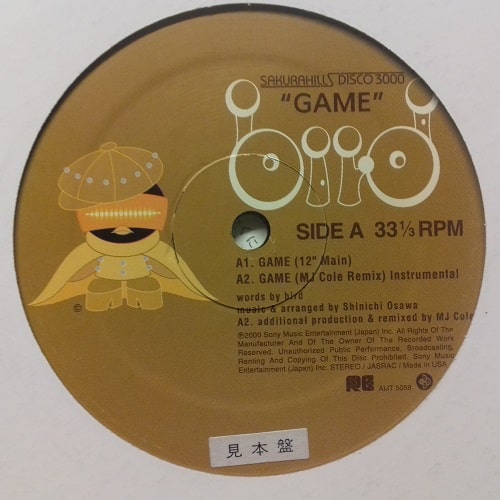 SAKURAHILLS DISCO 3000
"GAME"
bird
SIDE A 33 1/3 RPM
A1. GAME (12" Main)
A2. GAME (MJ Cole Remix) Instrumental
words by bird
music & arranged by Shinichi Osawa
A2. additional production & remixed by MJ Cole
℗2000 Sony Music Entertainment (Japan) Inc. All Rights Of The
Manufacturer And Of The Owner Of The Recorded Work
Reserved. Unauthorized Public Performance, Broadcasting,
Renting And Copying Of This Disc Prohibited. Sony Music
Entertainment (Japan) Inc. STEREO / JASRAC / Made in USA
©
AIJT 5059
見本盤